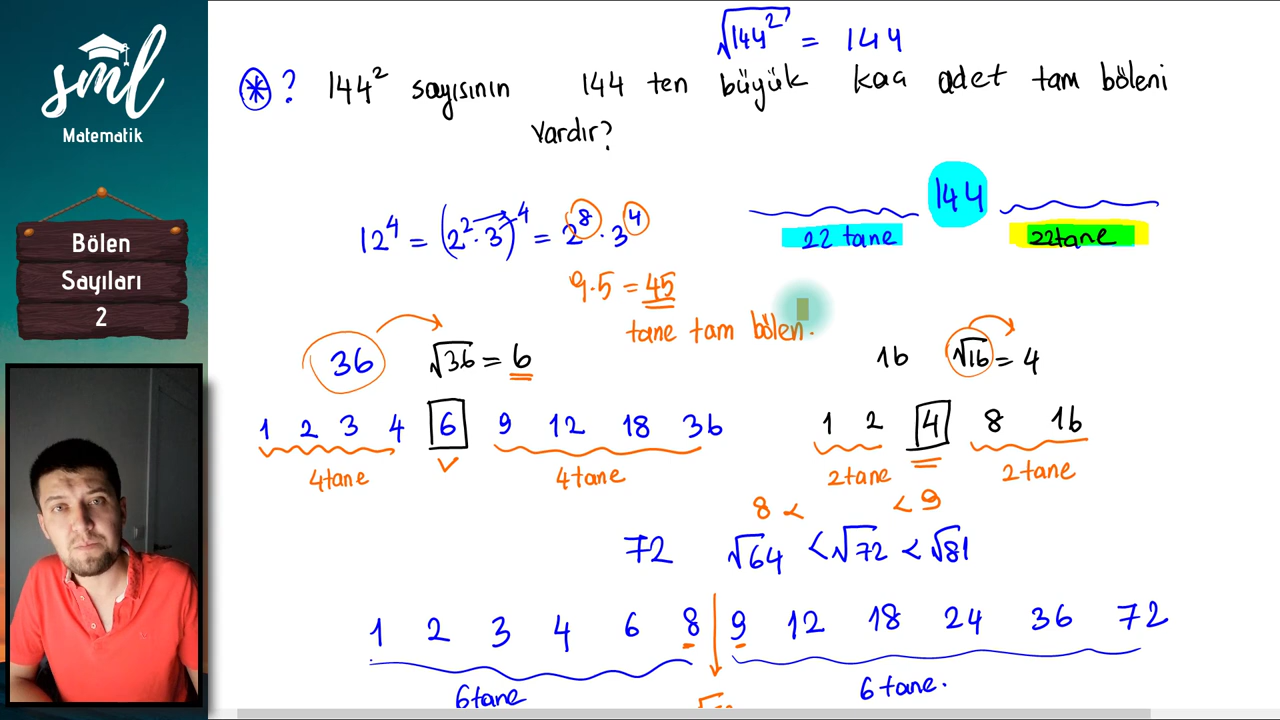 sml
Matematik
Bölen
Sayıları
2
√144² = 144
* ? 144² sayısının 144 ten büyük kaa adet tam böleni
vardır?
144
22 tane 22tane
12⁴ = (2²·3)⁴ = 2⁸·3⁴
9·5 = 45
tane tam bölen.
36 √36 = 6
16 √16 = 4
1 2 3 4 6 9 12 18 36
4tane 4tane
1 2 4 8 16
2tane 2tane
8 < < 9
72 √64 < √72 < √81
1 2 3 4 6 8 9 12 18 24 36 72
6tane 6tane.